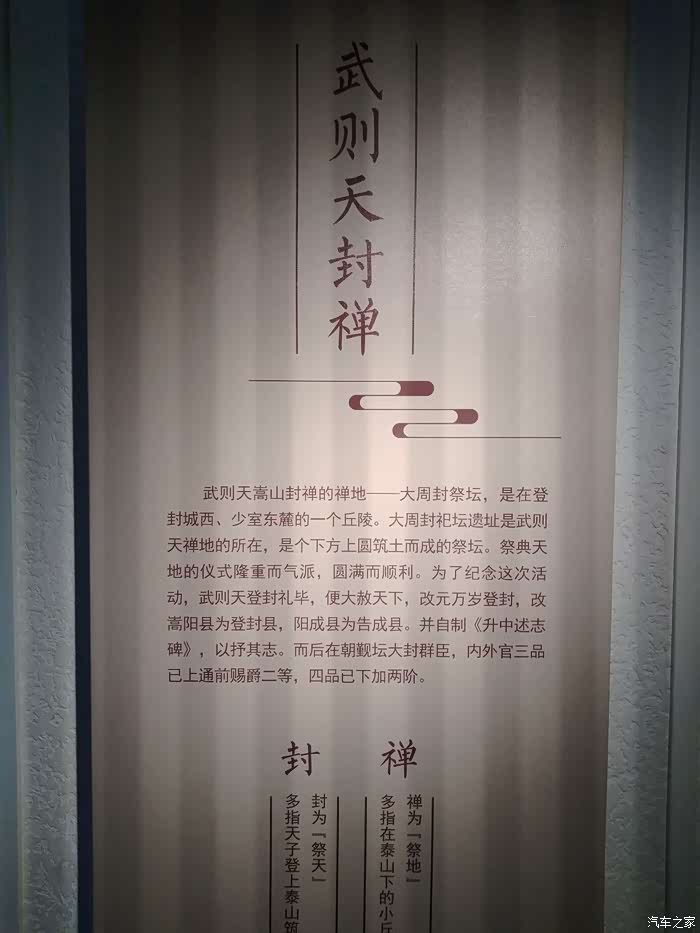 武则天封禅
武则天嵩山封禅的禅地——大周封祭坛，是在登
封城西、少室东麓的一个丘陵。大周封祀坛遗址是武则
天禅地的所在，是个下方上圆筑土而成的祭坛。祭典天
地的仪式隆重而气派，圆满而顺利。为了纪念这次活
动，武则天登封礼毕，便大赦天下，改元万岁登封，改
嵩阳县为登封县，阳成县为告成县。并自制《升中述志
碑》，以抒其志。而后在朝觐坛大封群臣，内外官三品
已上通前赐爵二等，四品已下加两阶。
封
禅
封为『祭天』
多指天子登上泰山筑
禅为『祭地』
多指在泰山下的小丘
汽车之家